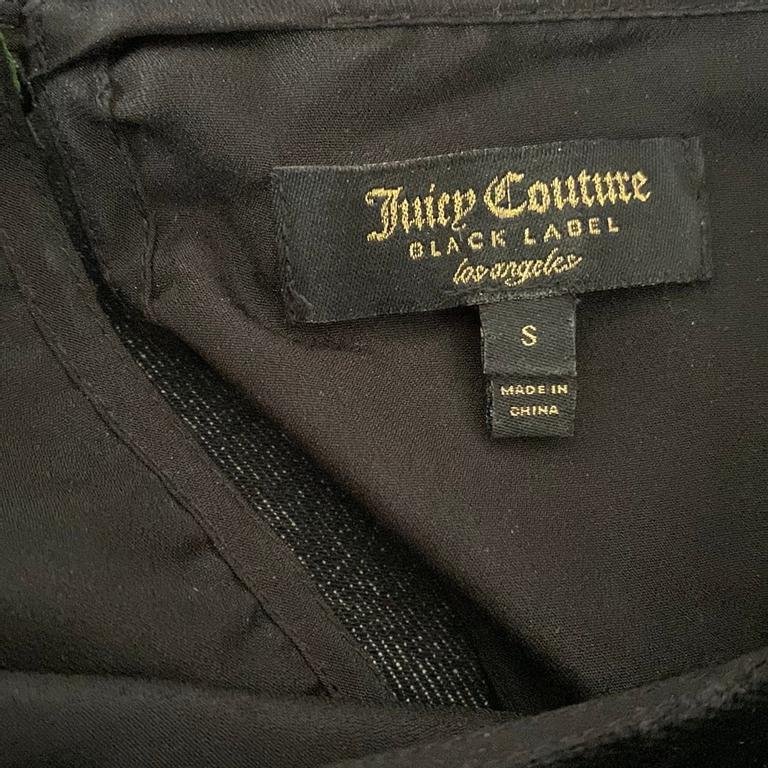 Juicy Couture
BLACK LABEL
los angeles
S
MADE IN
CHINA